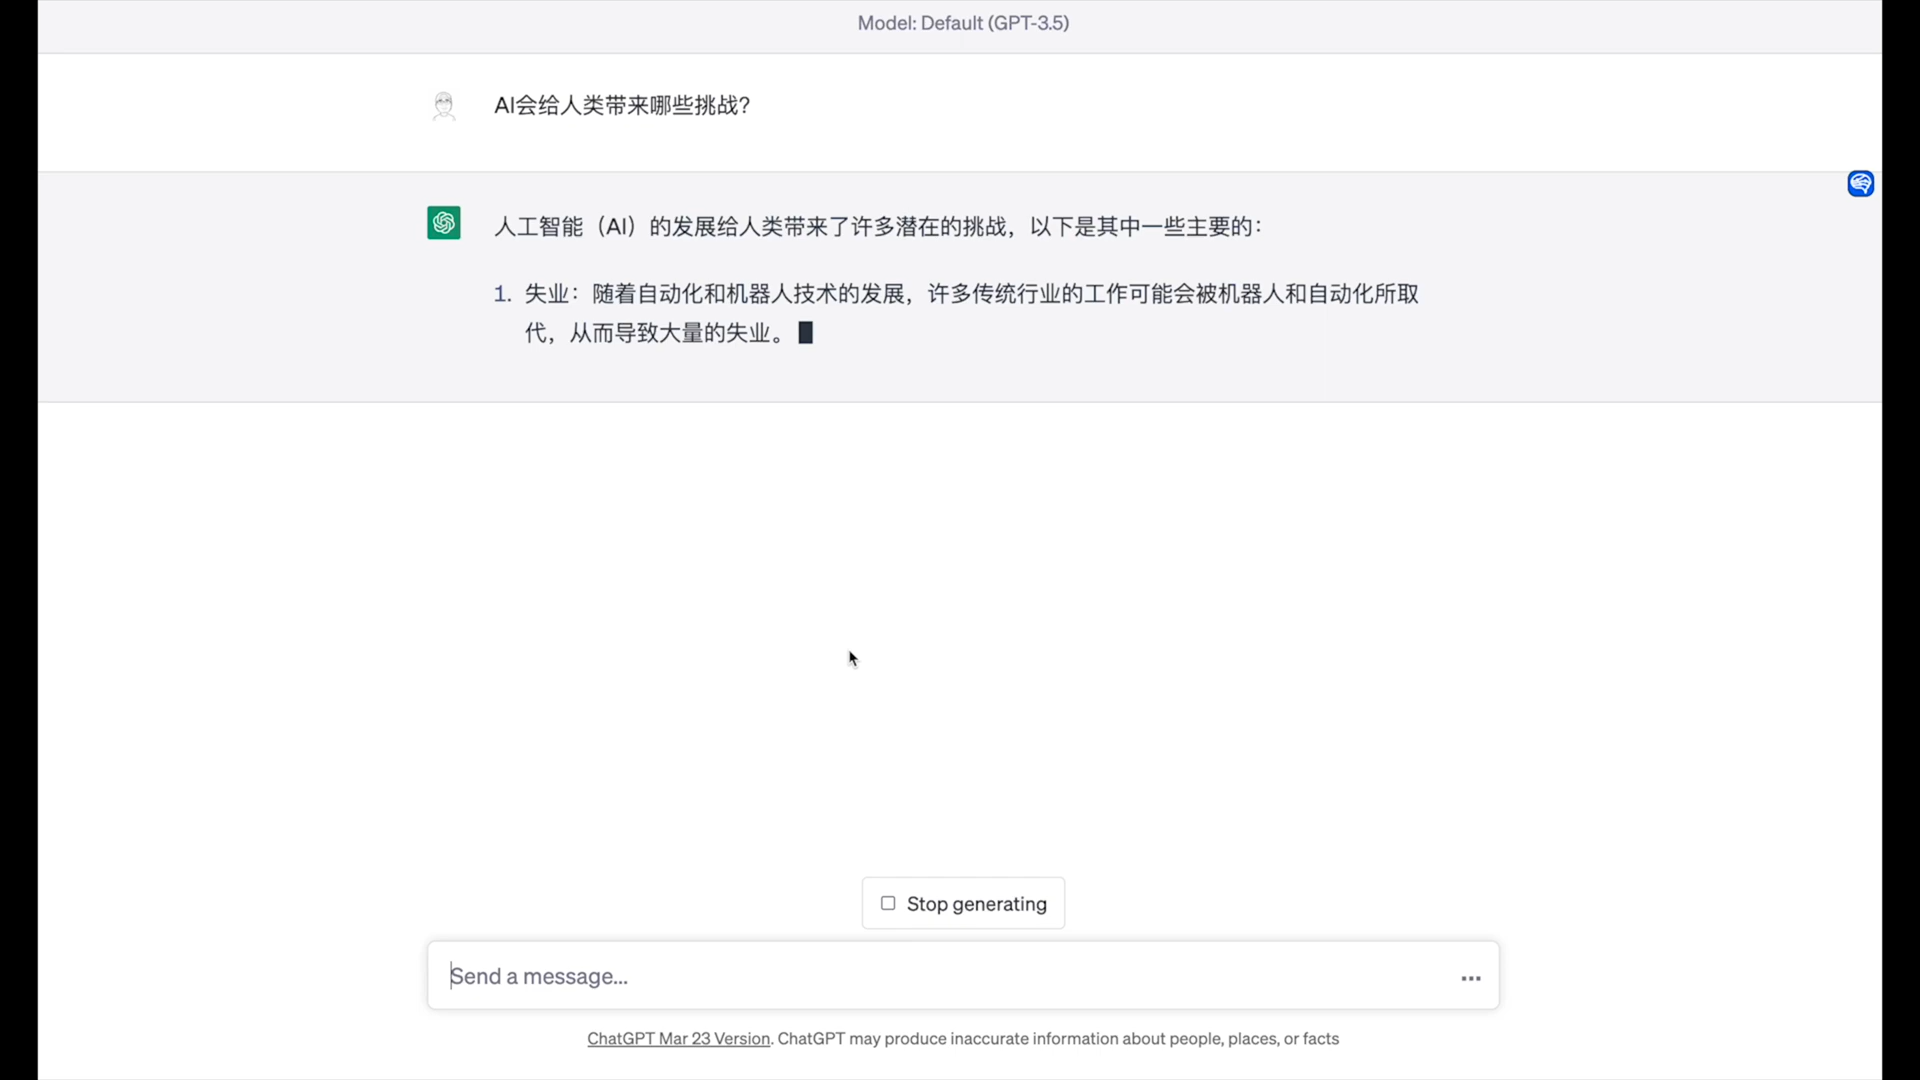 Model: Default (GPT-3.5)
AI会给人类带来哪些挑战?
人工智能（AI）的发展给人类带来了许多潜在的挑战，以下是其中一些主要的：
1. 失业：随着自动化和机器人技术的发展，许多传统行业的工作可能会被机器人和自动化所取
代，从而导致大量的失业。
Stop generating
Send a message...
ChatGPT Mar 23 Version. ChatGPT may produce inaccurate information about people, places, or facts